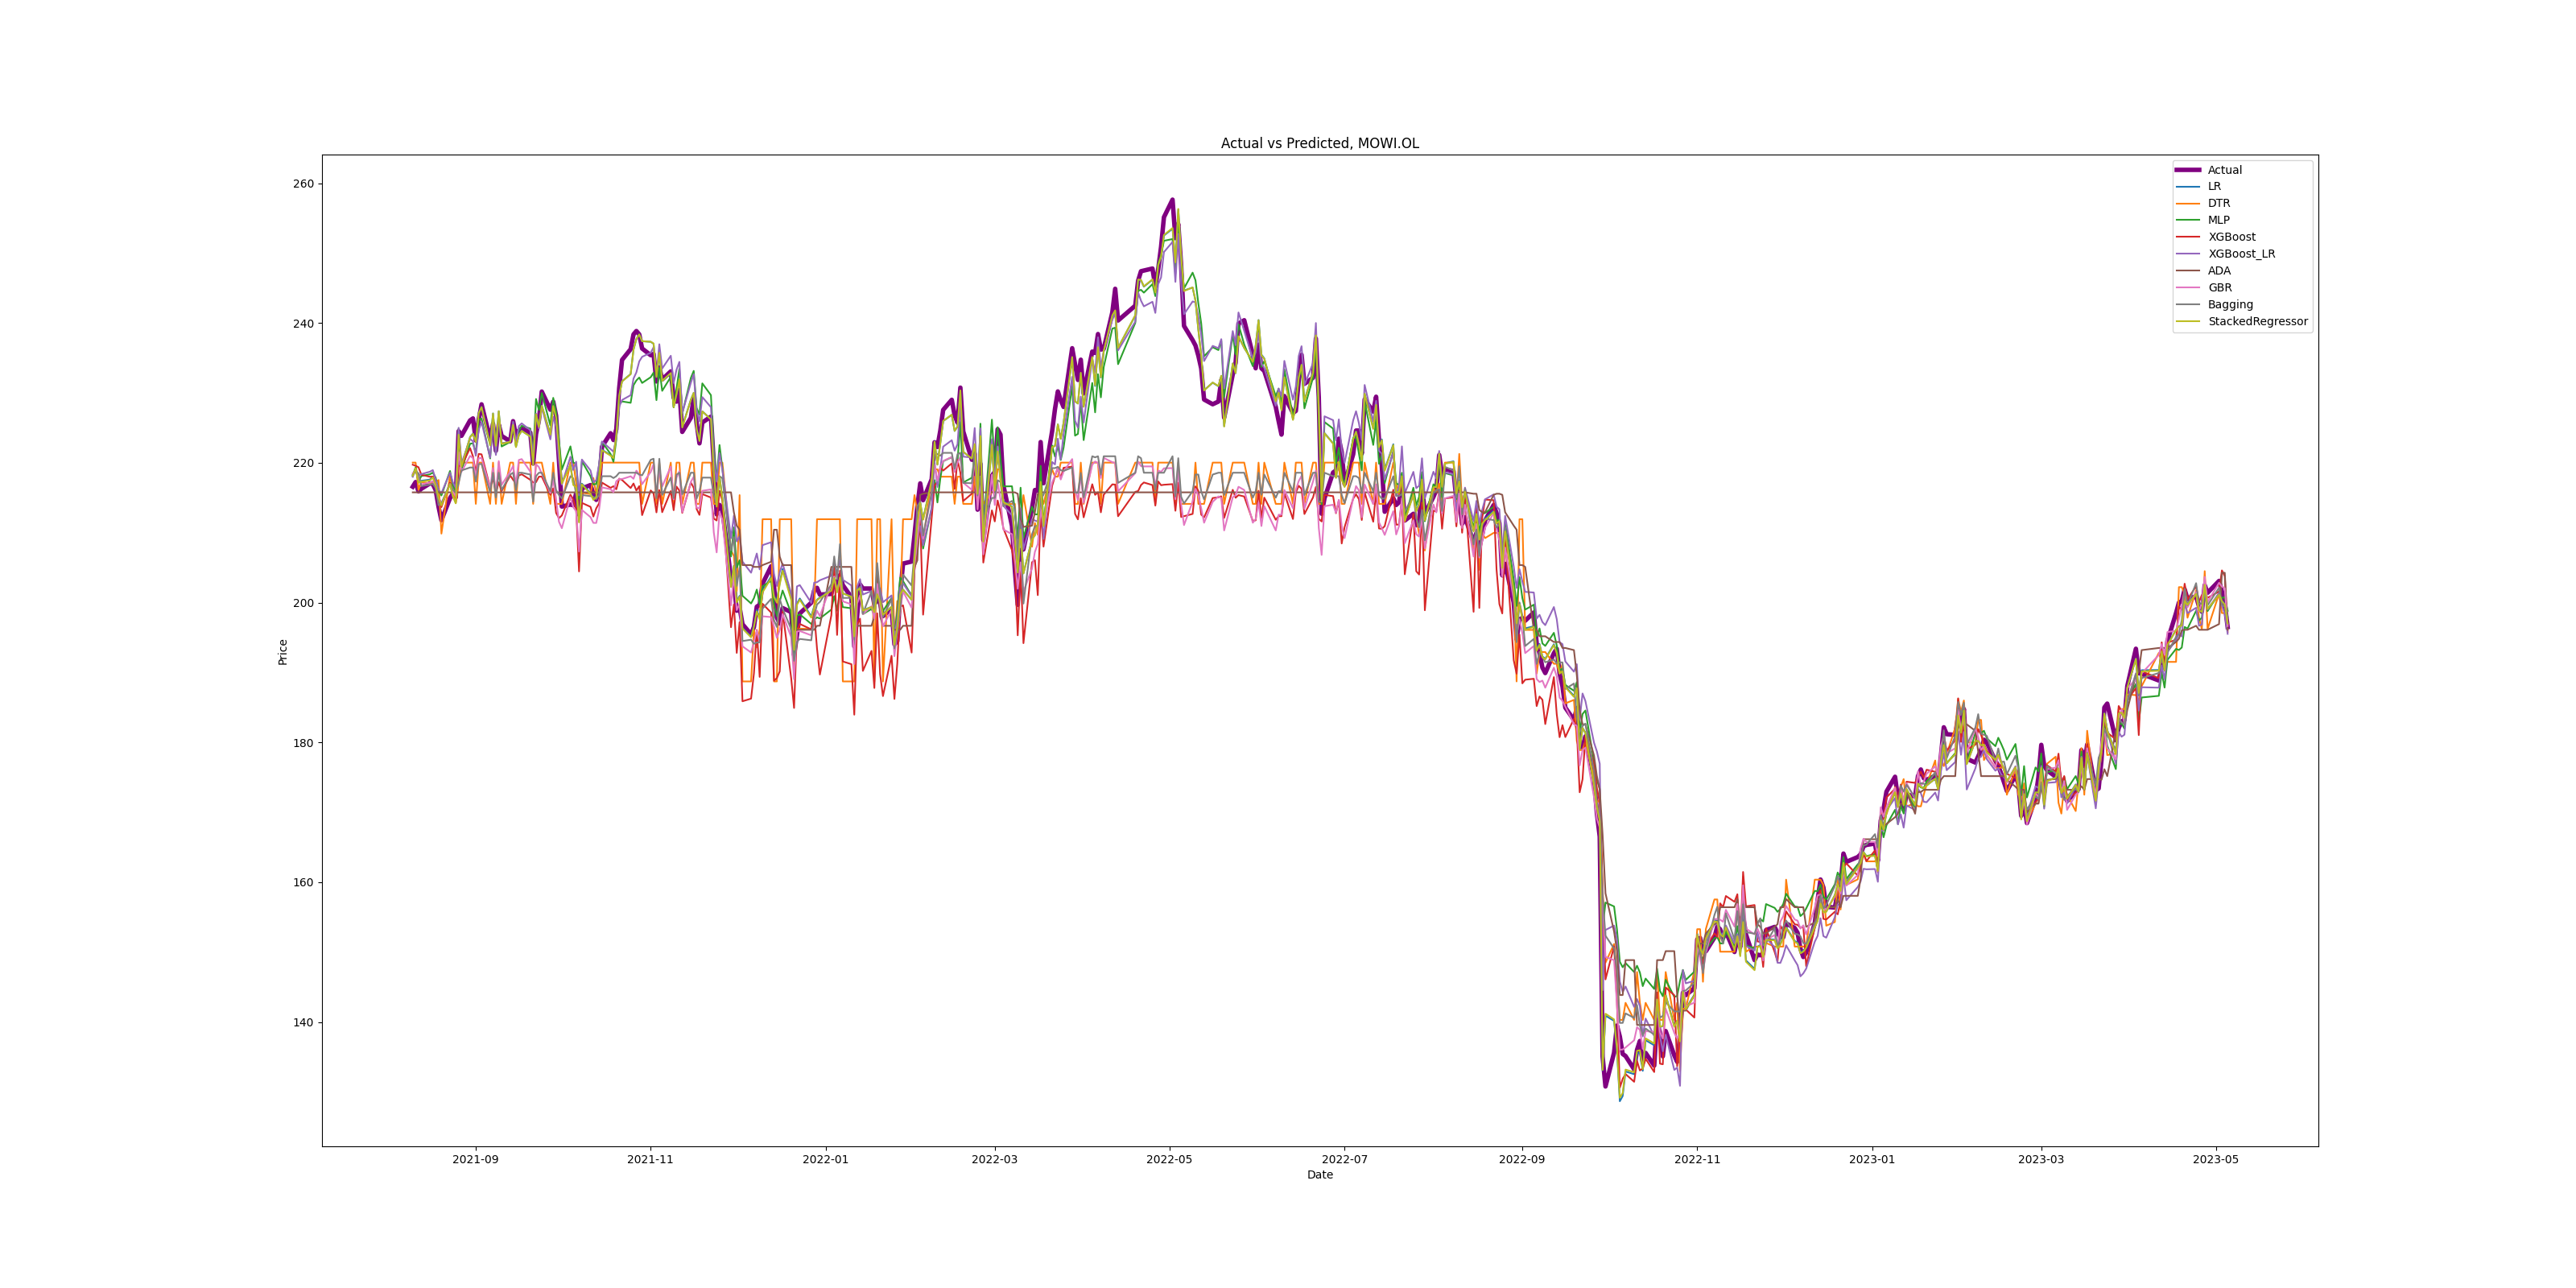 Actual vs Predicted, MOWI.OL
Actual
LR
DTR
MLP
XGBoost
XGBoost_LR
ADA
GBR
Bagging
StackedRegressor
260
240
220
200
180
160
140
Price
2021-09
2021-11
2022-01
2022-03
2022-05
2022-07
2022-09
2022-11
2023-01
2023-03
2023-05
Date